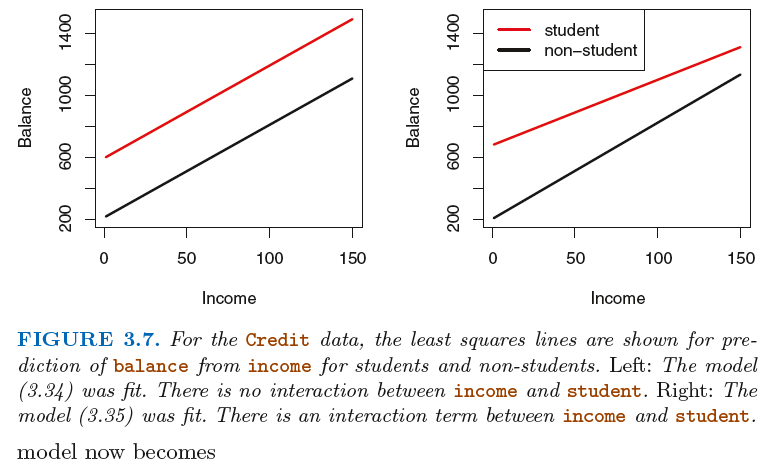 Balance
200 600 1000 1400
0 50 100 150
Income
Balance
200 600 1000 1400
student
non−student
0 50 100 150
Income
FIGURE 3.7. For the Credit data, the least squares lines are shown for pre-
diction of balance from income for students and non-students. Left: The model
(3.34) was fit. There is no interaction between income and student. Right: The
model (3.35) was fit. There is an interaction term between income and student.
model now becomes